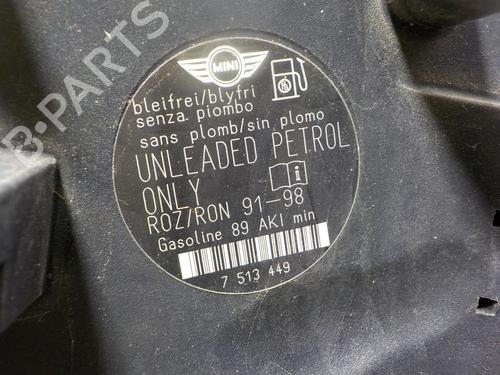 B-PARTS
MINI
bleifrei/blyfri
senza piombo
sans plomb/sin plomo
UNLEADED PETROL
ONLY
ROZ/RON 91-98
Gasoline 89 AKI min
7 513 449